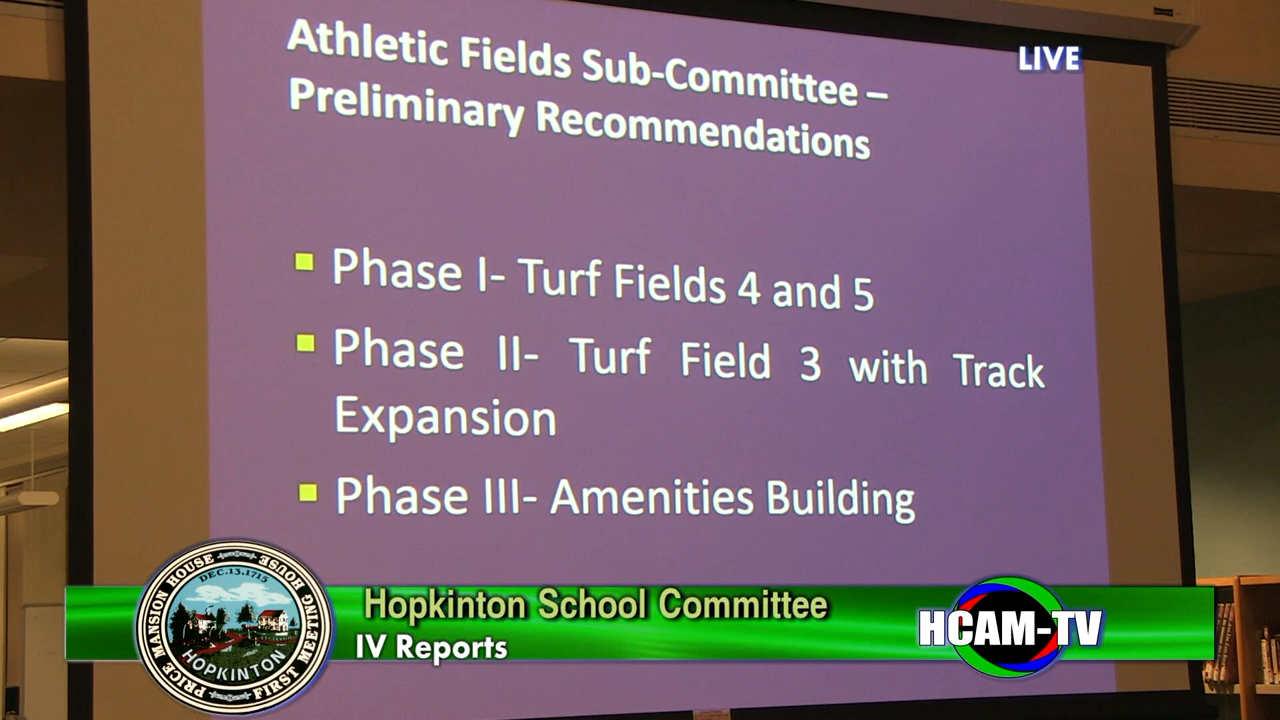 Athletic Fields Sub-Committee –
Preliminary Recommendations
LIVE
Phase I- Turf Fields 4 and 5
Phase II- Turf Field 3 with Track
Expansion
Phase III- Amenities Building
Hopkinton School Committee
IV Reports
HCAM-TV
PRICE MANSION HOUSE
HOUSE
FIRST MEETING
DEC.13.1715
HOPKINTON